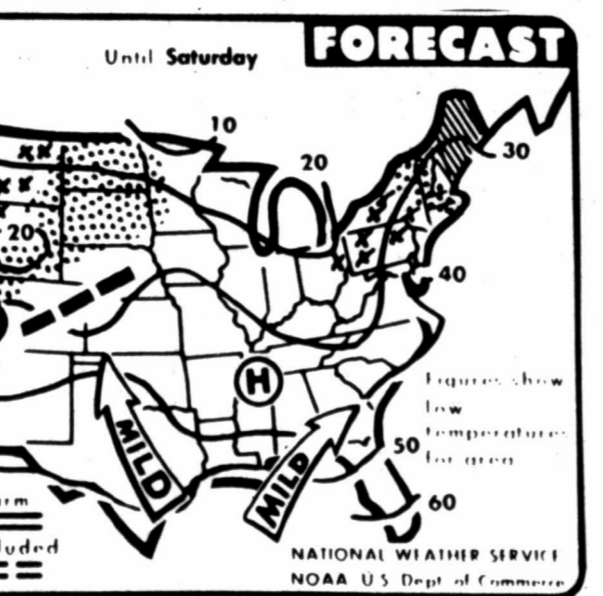 FORECAST
Until Saturday
10
20
30
20
40
H
Figures show
low
temperatures
for area
MILD
MILD
50
60
NATIONAL WEATHER SERVICE
NOAA U S Dept of Commerce